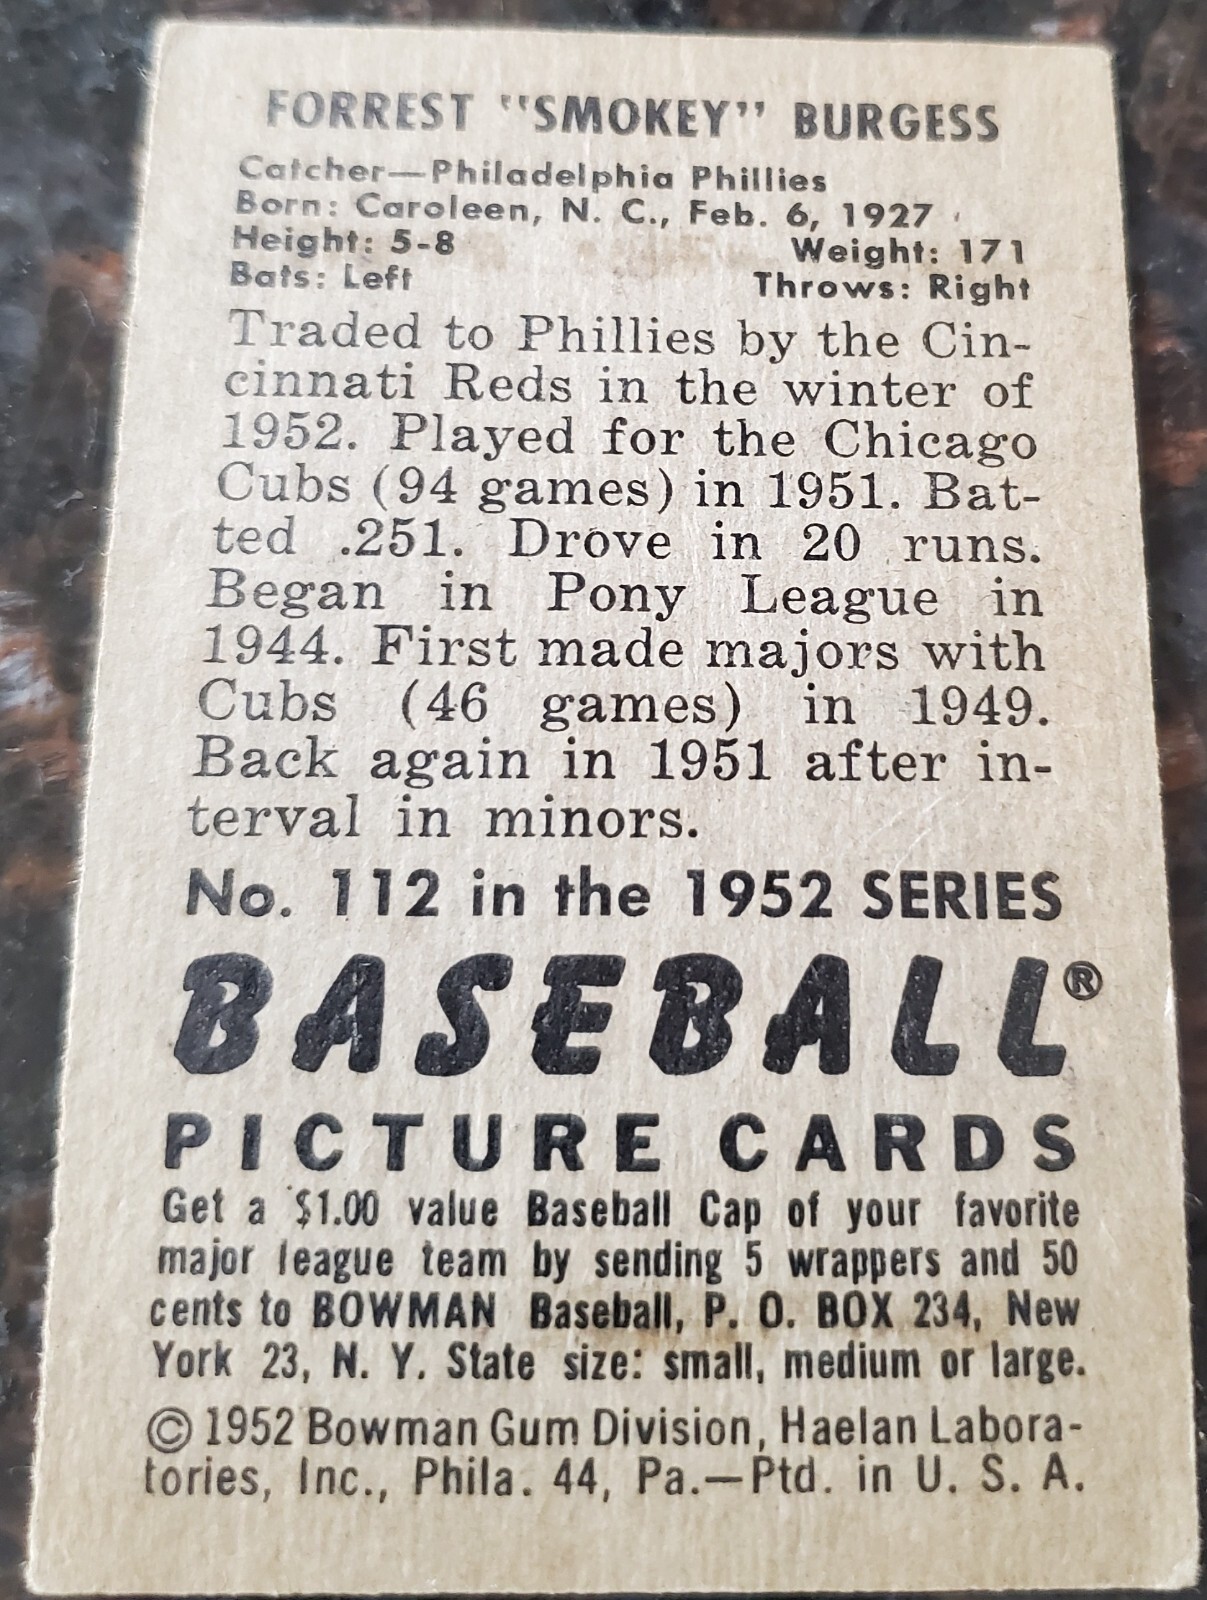 FORREST "SMOKEY" BURGESS
Catcher—Philadelphia Phillies
Born: Caroleen, N. C., Feb. 6, 1927
Height: 5-8 Weight: 171
Bats: Left Throws: Right
Traded to Phillies by the Cin-
cinnati Reds in the winter of
1952. Played for the Chicago
Cubs (94 games) in 1951. Bat-
ted .251. Drove in 20 runs.
Began in Pony League in
1944. First made majors with
Cubs (46 games) in 1949.
Back again in 1951 after in-
terval in minors.
No. 112 in the 1952 SERIES
BASEBALL®
PICTURE CARDS
Get a $1.00 value Baseball Cap of your favorite
major league team by sending 5 wrappers and 50
cents to BOWMAN Baseball, P. O. BOX 234, New
York 23, N. Y. State size: small, medium or large.
© 1952 Bowman Gum Division, Haelan Labora-
tories, Inc., Phila. 44, Pa.—Ptd. in U. S. A.